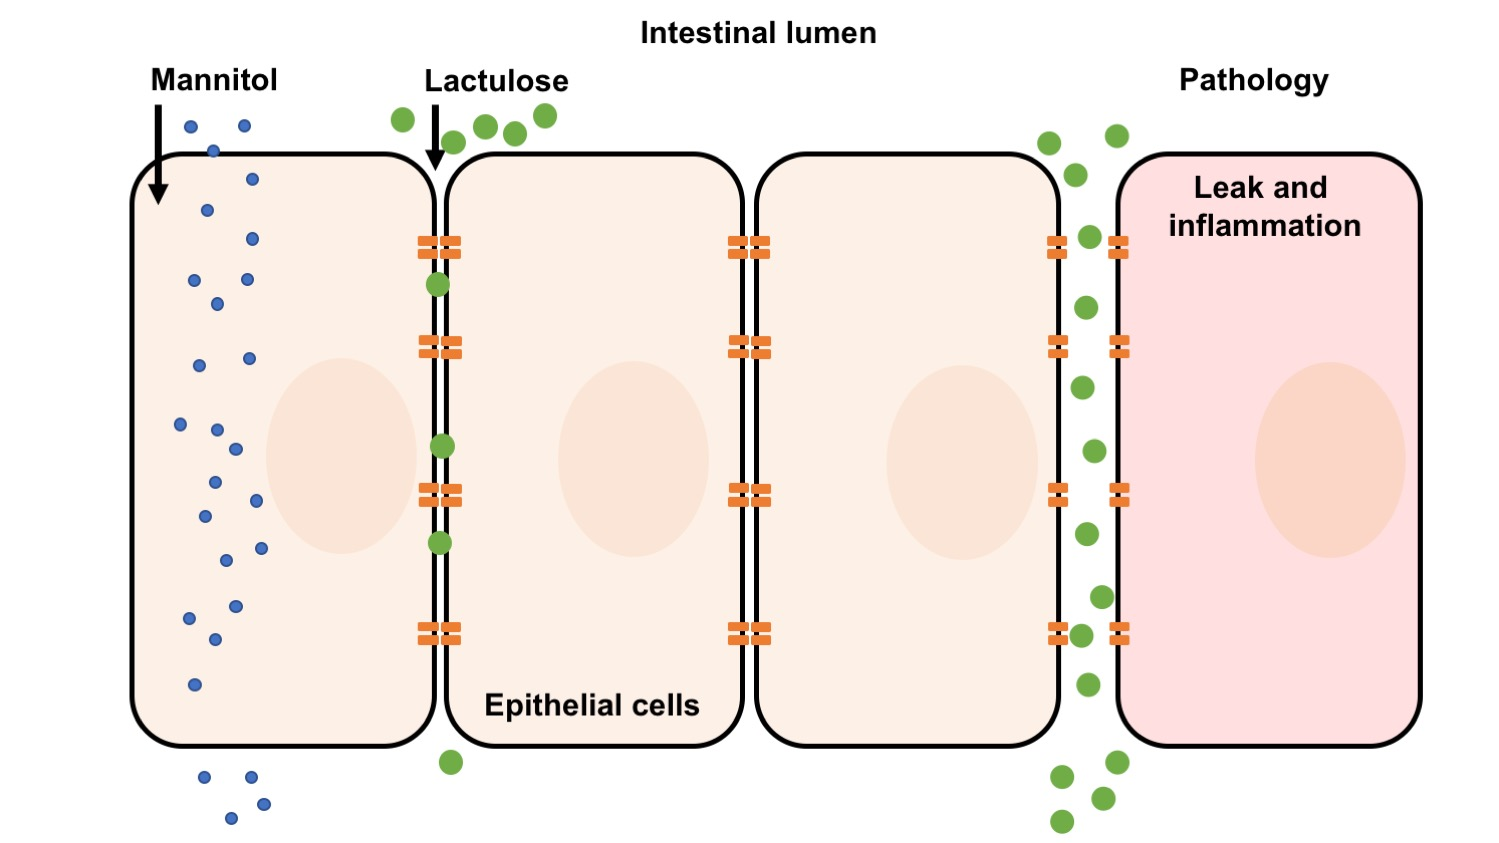 Intestinal lumen
Mannitol
Lactulose
Pathology
Leak and
inflammation
Epithelial cells